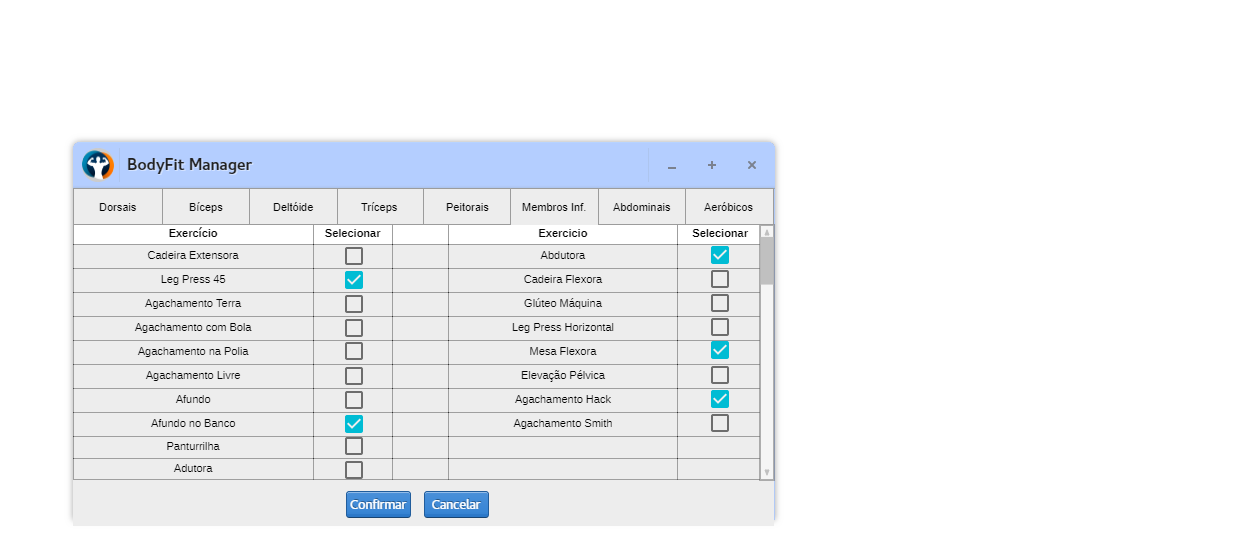 BodyFit Manager
Dorsais Bíceps Deltóide Tríceps Peitorais Membros Inf. Abdominais Aeróbicos
Exercício Selecionar Exercicio Selecionar
Cadeira Extensora Abdutora
Leg Press 45 Cadeira Flexora
Agachamento Terra Glúteo Máquina
Agachamento com Bola Leg Press Horizontal
Agachamento na Polia Mesa Flexora
Agachamento Livre Elevação Pélvica
Afundo Agachamento Hack
Afundo no Banco Agachamento Smith
Panturrilha
Adutora
Confirmar Cancelar